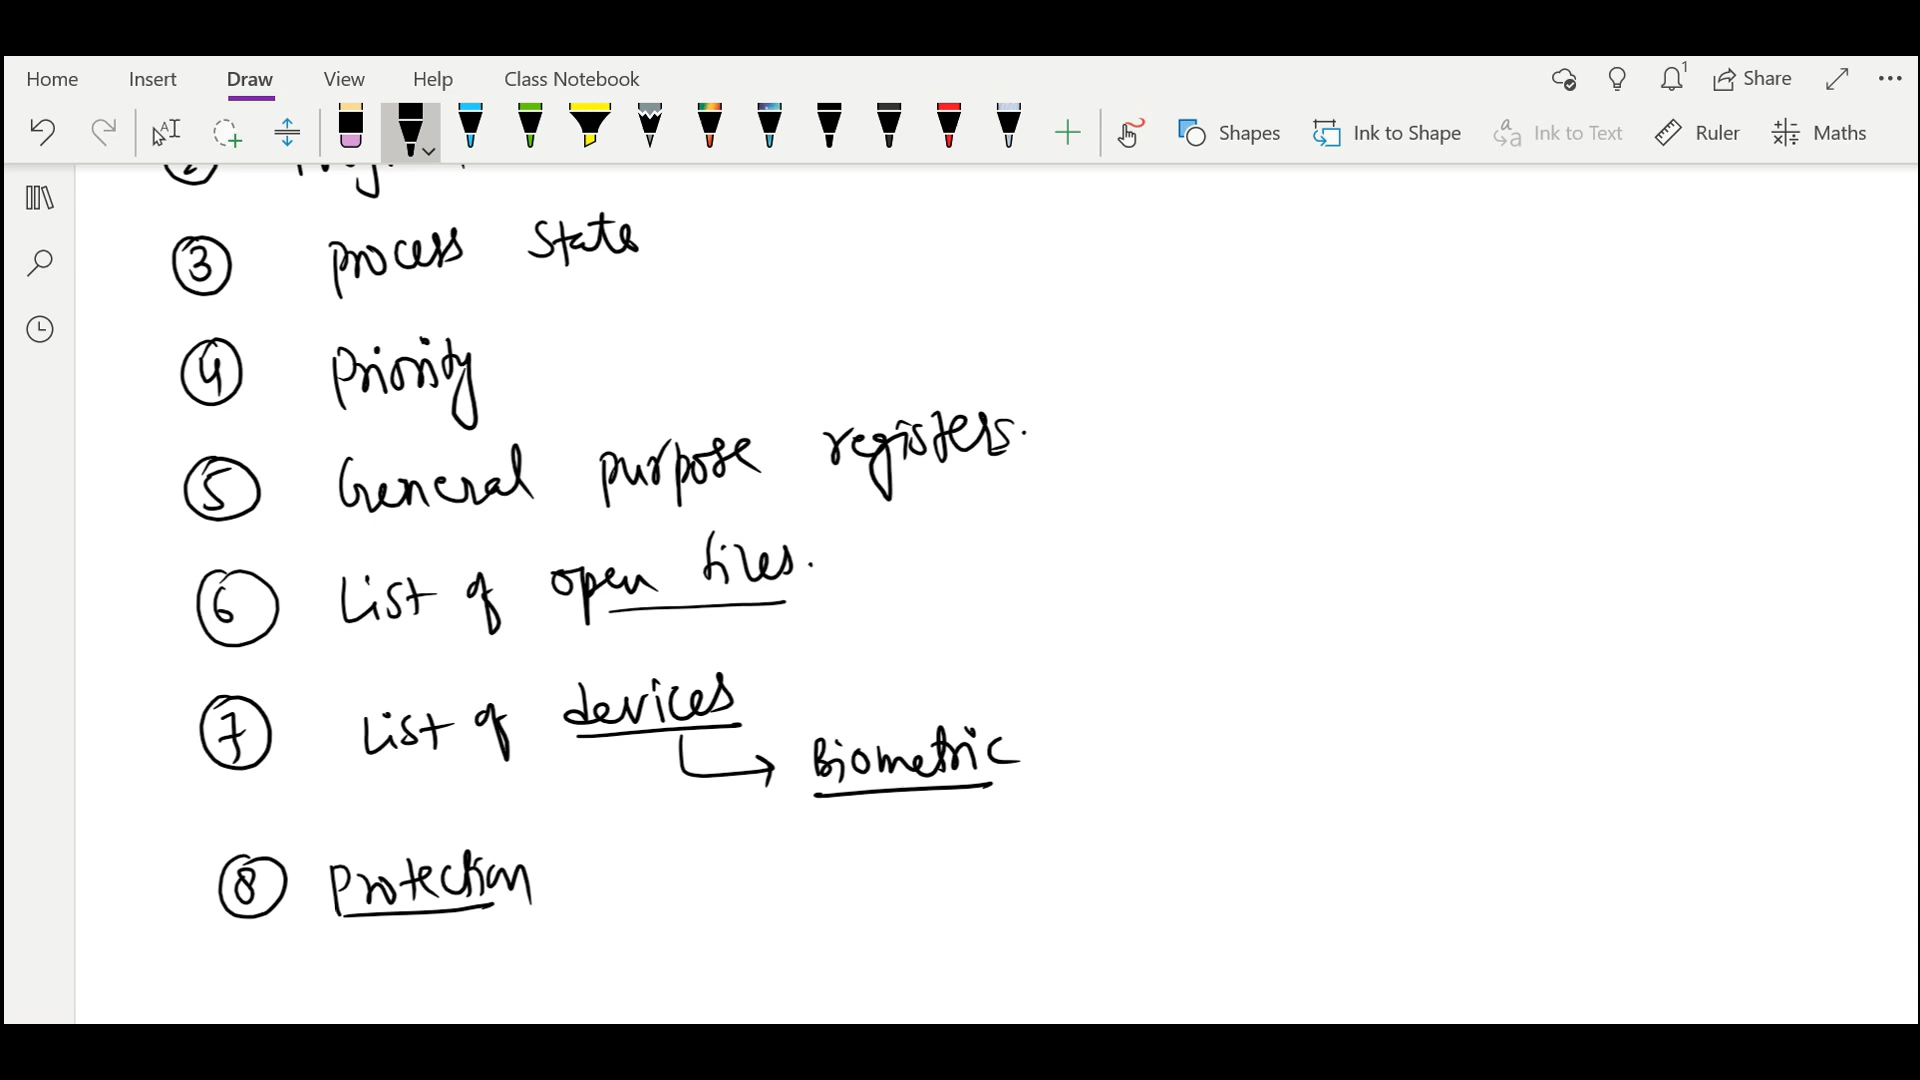 Home Insert Draw View Help Class Notebook 1 Share
Shapes Ink to Shape Ink to Text Ruler Maths
③ process state
④ Priority
⑤ General purpose registers.
⑥ List of open files.
⑦ List of devices
Biometric
⑧ Protection